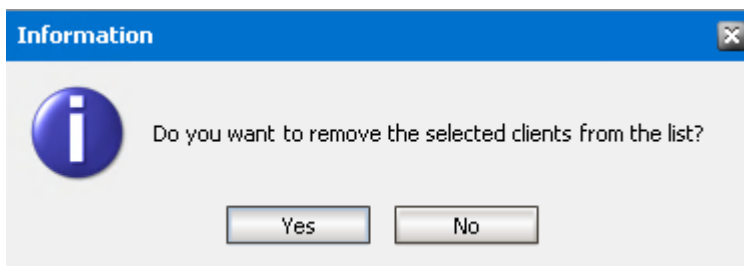 Information
Do you want to remove the selected clients from the list?
Yes
No